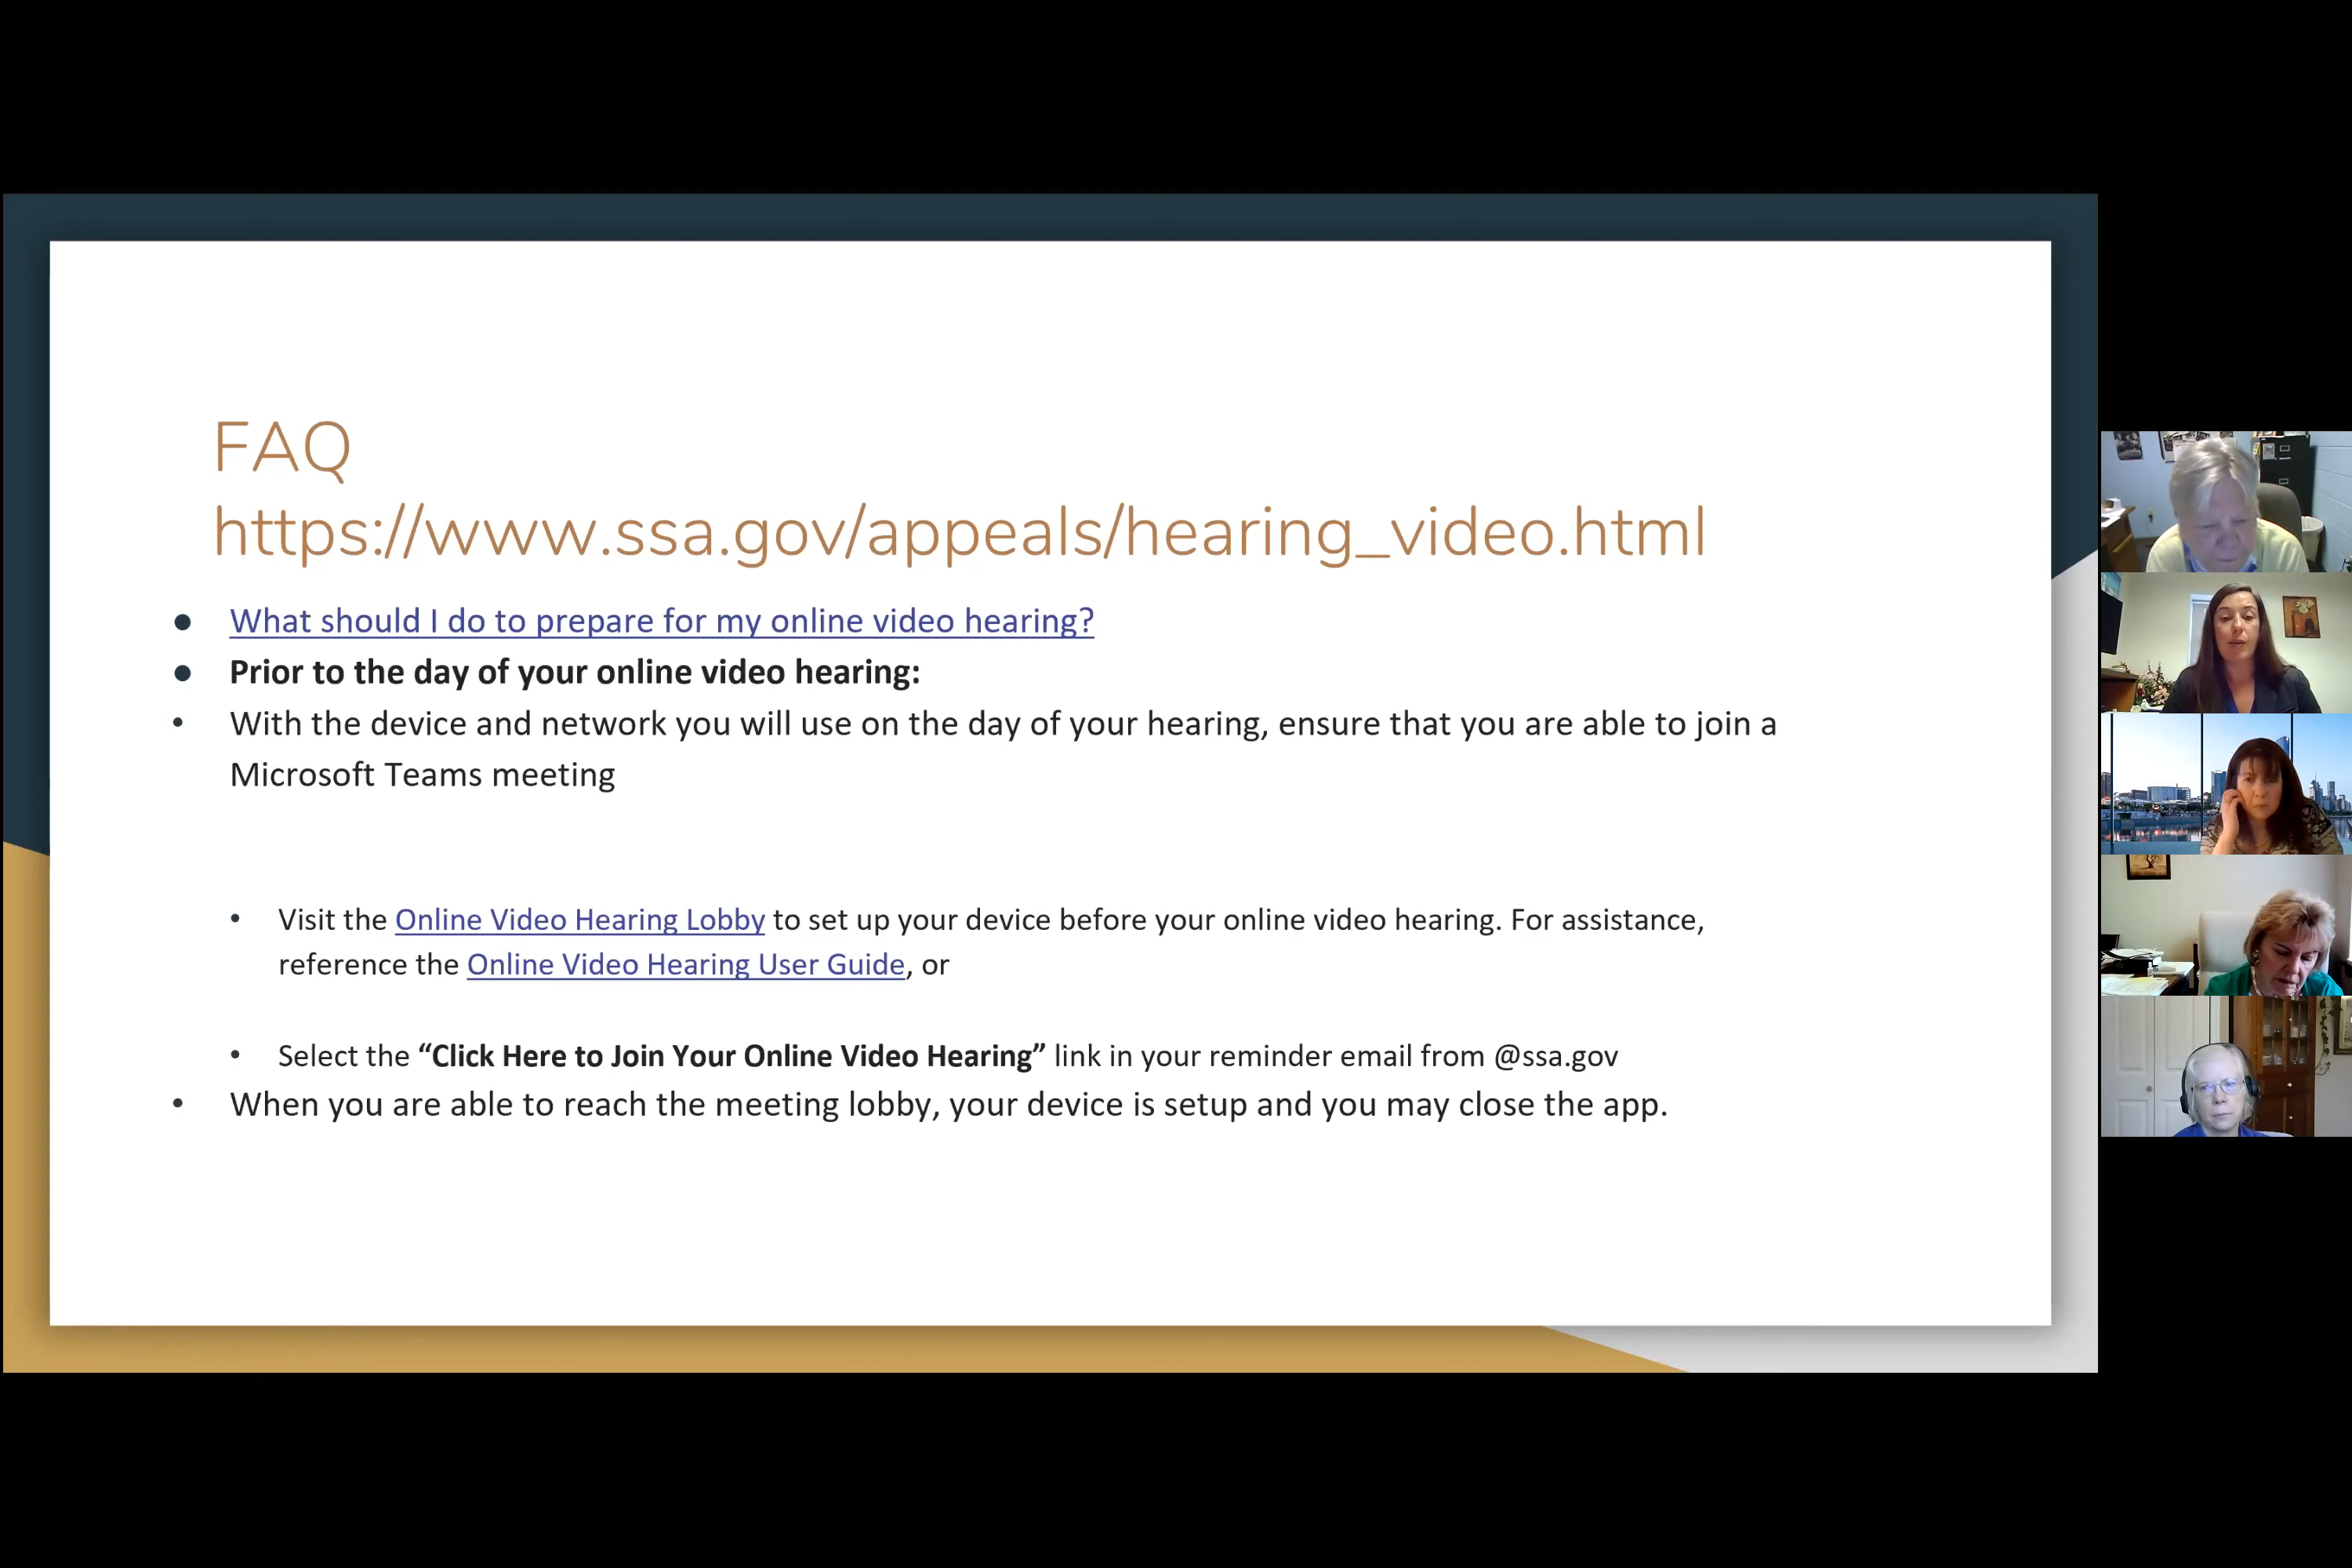 FAQ
https://www.ssa.gov/appeals/hearing_video.html
● What should I do to prepare for my online video hearing?
● Prior to the day of your online video hearing:
• With the device and network you will use on the day of your hearing, ensure that you are able to join a
Microsoft Teams meeting
• Visit the Online Video Hearing Lobby to set up your device before your online video hearing. For assistance,
reference the Online Video Hearing User Guide, or
• Select the “Click Here to Join Your Online Video Hearing” link in your reminder email from @ssa.gov
• When you are able to reach the meeting lobby, your device is setup and you may close the app.